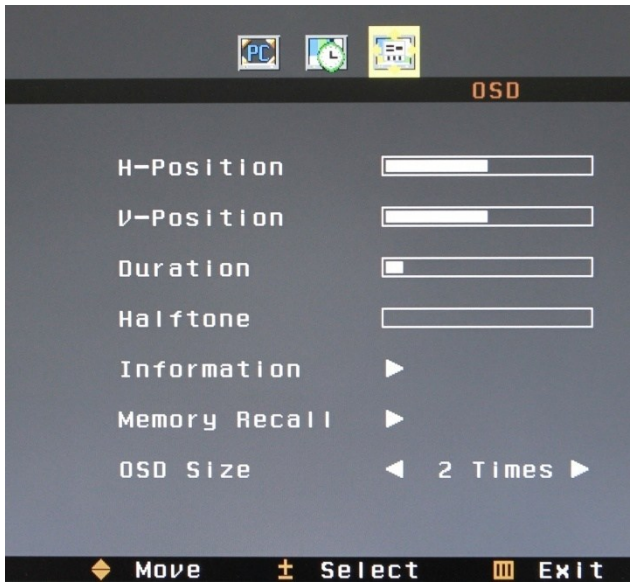 PC
OSD
H-Position
V-Position
Duration
Halftone
Information
Memory Recall
OSD Size 2 Times
Move ± Select Exit